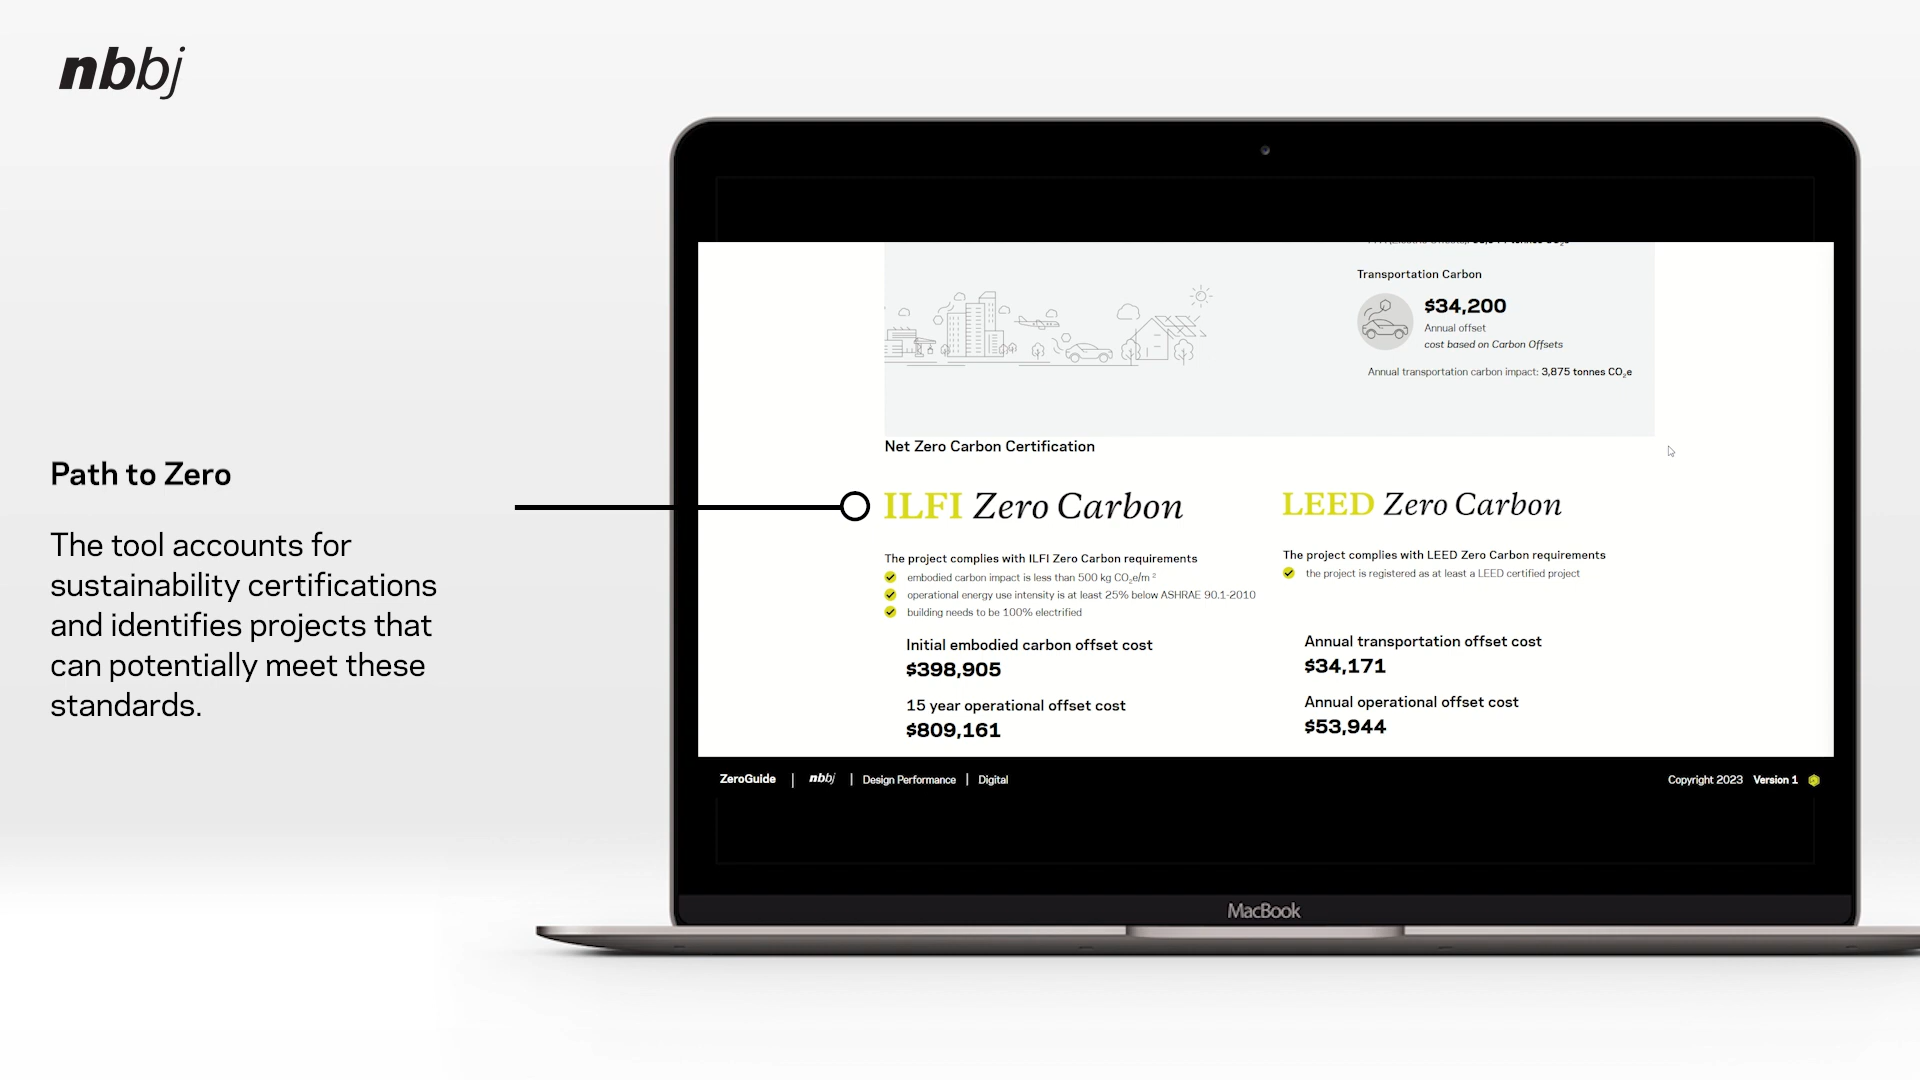 nbbj
Path to Zero
The tool accounts for
sustainability certifications
and identifies projects that
can potentially meet these
standards.
Transportation Carbon
$34,200
Annual offset
cost based on Carbon Offsets
Annual transportation carbon impact: 3,875 tonnes CO₂e
Net Zero Carbon Certification
ILFI Zero Carbon
The project complies with ILFI Zero Carbon requirements
embodied carbon impact is less than 500 kg CO₂e/m²
operational energy use intensity is at least 25% below ASHRAE 90.1-2010
building needs to be 100% electrified
Initial embodied carbon offset cost
$398,905
15 year operational offset cost
$809,161
LEED Zero Carbon
The project complies with LEED Zero Carbon requirements
the project is registered as at least a LEED certified project
Annual transportation offset cost
$34,171
Annual operational offset cost
$53,944
ZeroGuide | nbbj | Design Performance | Digital
Copyright 2023 Version 1
MacBook